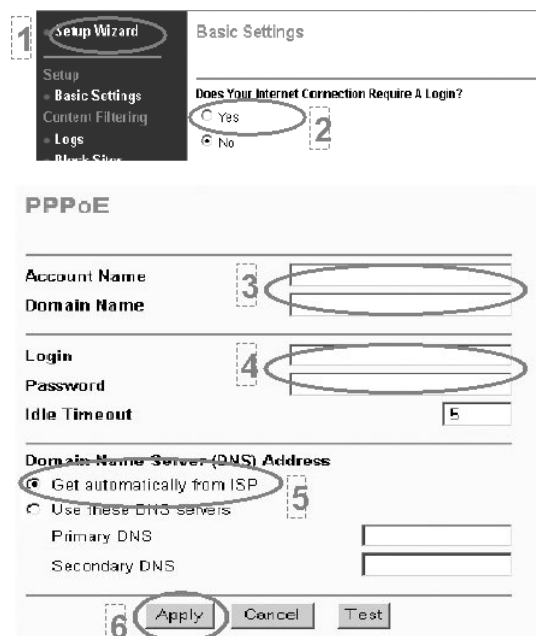 1
Setup Wizard
Basic Settings
Setup
Basic Settings
Content Filtering
Logs
Block Sites
Does Your Internet Connection Require A Login?
Yes
No
2
PPPoE
Account Name
Domain Name
3
Login
Password
4
Idle Timeout
5
Domain Name Server (DNS) Address
Get automatically from ISP
5
Use these DNS servers
Primary DNS
Secondary DNS
6
Apply
Cancel
Test